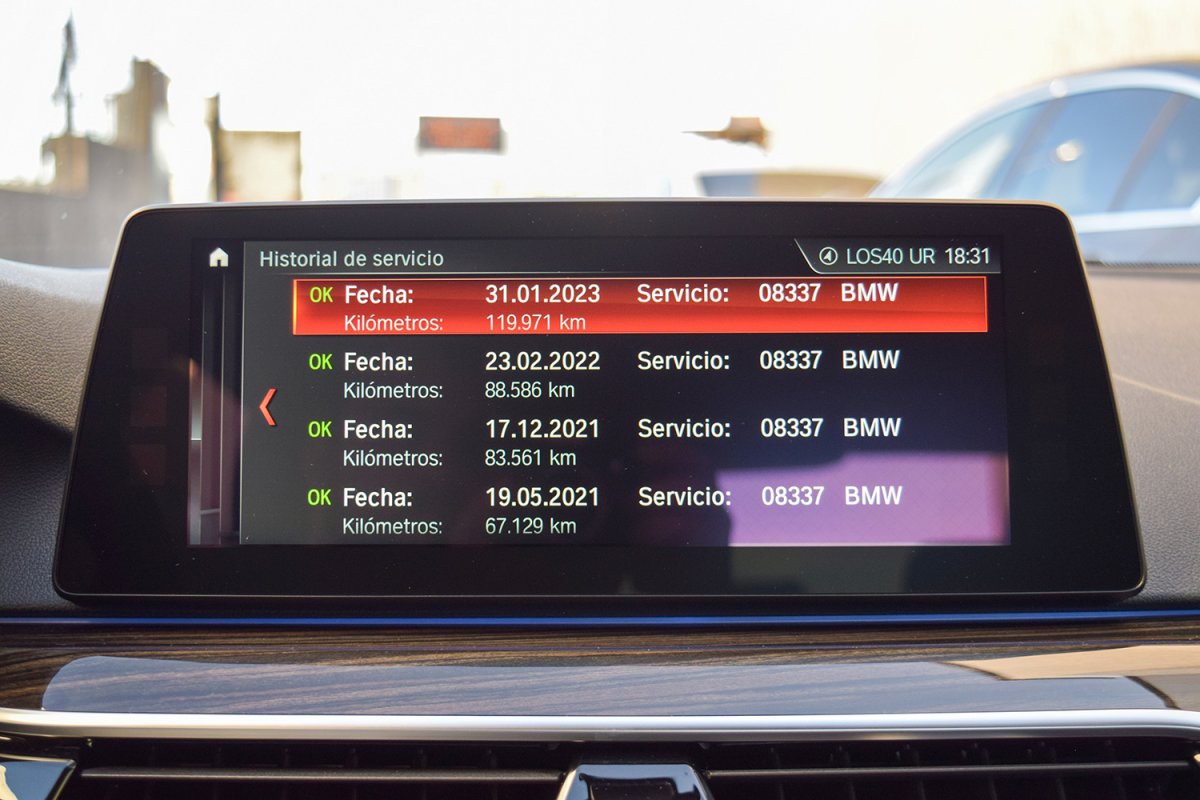 Historial de servicio LOS40 UR 18:31
OK Fecha: 31.01.2023 Servicio: 08337 BMW
Kilómetros: 119.971 km
OK Fecha: 23.02.2022 Servicio: 08337 BMW
Kilómetros: 88.586 km
OK Fecha: 17.12.2021 Servicio: 08337 BMW
Kilómetros: 83.561 km
OK Fecha: 19.05.2021 Servicio: 08337 BMW
Kilómetros: 67.129 km